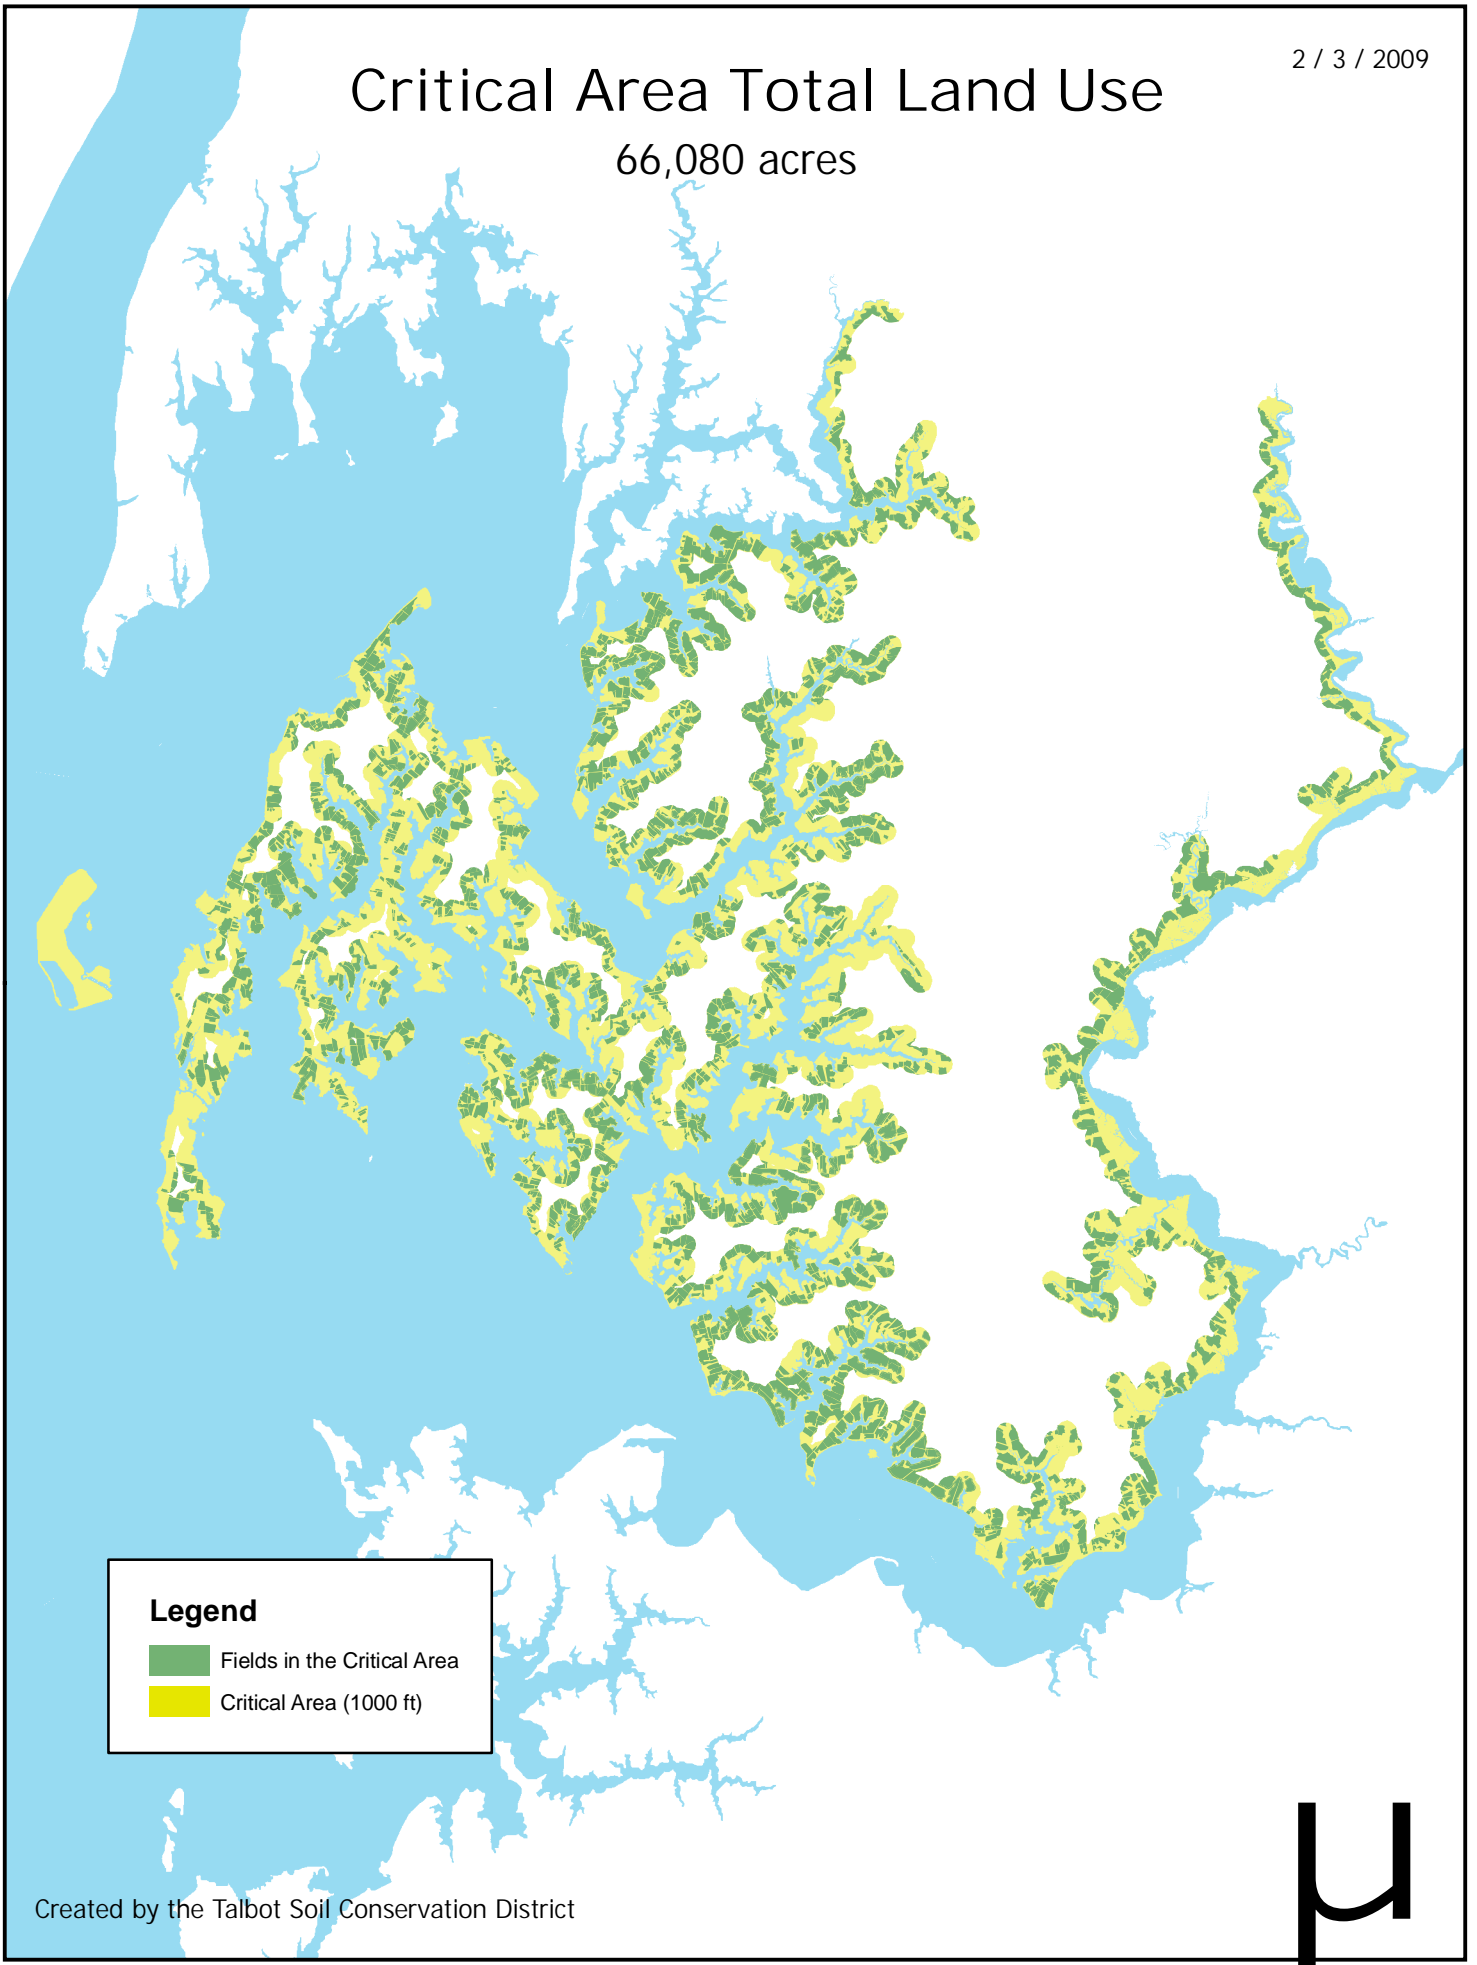 2 / 3 / 2009
Critical Area Total Land Use
66,080 acres
Legend
Fields in the Critical Area
Critical Area (1000 ft)
Created by the Talbot Soil Conservation District
µ